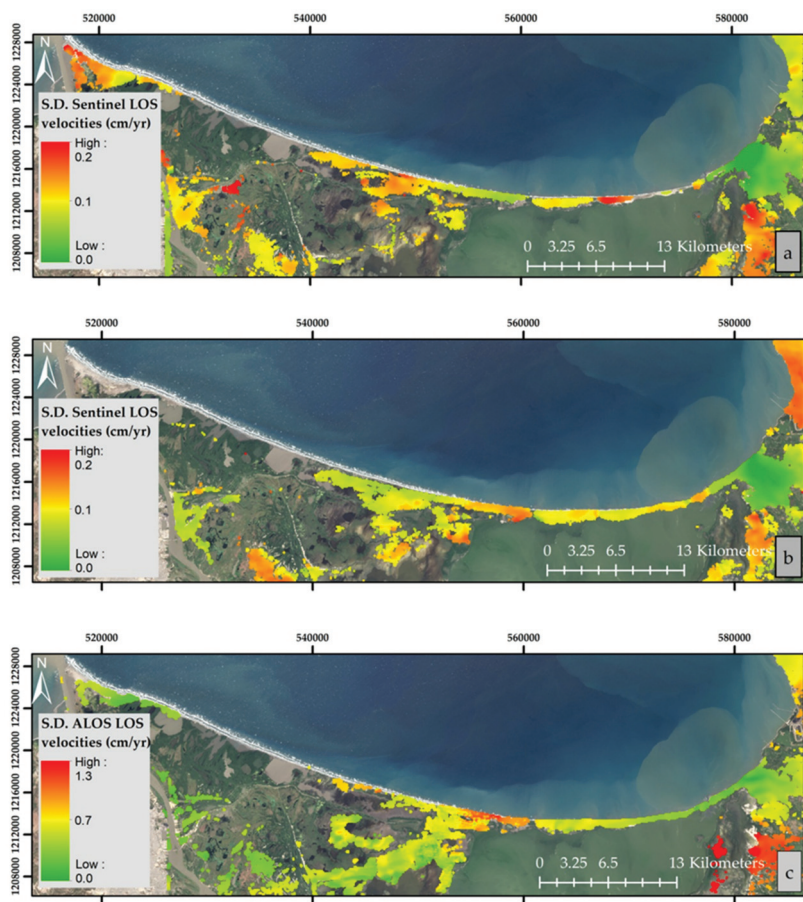 520000 540000 560000 580000
1228000
1224000
1220000
1216000
1212000
1208000
N
S.D. Sentinel LOS
velocities (cm/yr)
High :
0.2
0.1
Low :
0.0
0 3.25 6.5 13 Kilometers
a
520000 540000 560000 580000
1228000
1224000
1220000
1216000
1212000
1208000
N
S.D. Sentinel LOS
velocities (cm/yr)
High:
0.2
0.1
Low :
0.0
0 3.25 6.5 13 Kilometers
b
520000 540000 560000 580000
1228000
1224000
1220000
1216000
1212000
1208000
N
S.D. ALOS LOS
velocities (cm/yr)
High :
1.3
0.7
Low :
0.0
0 3.25 6.5 13 Kilometers
c